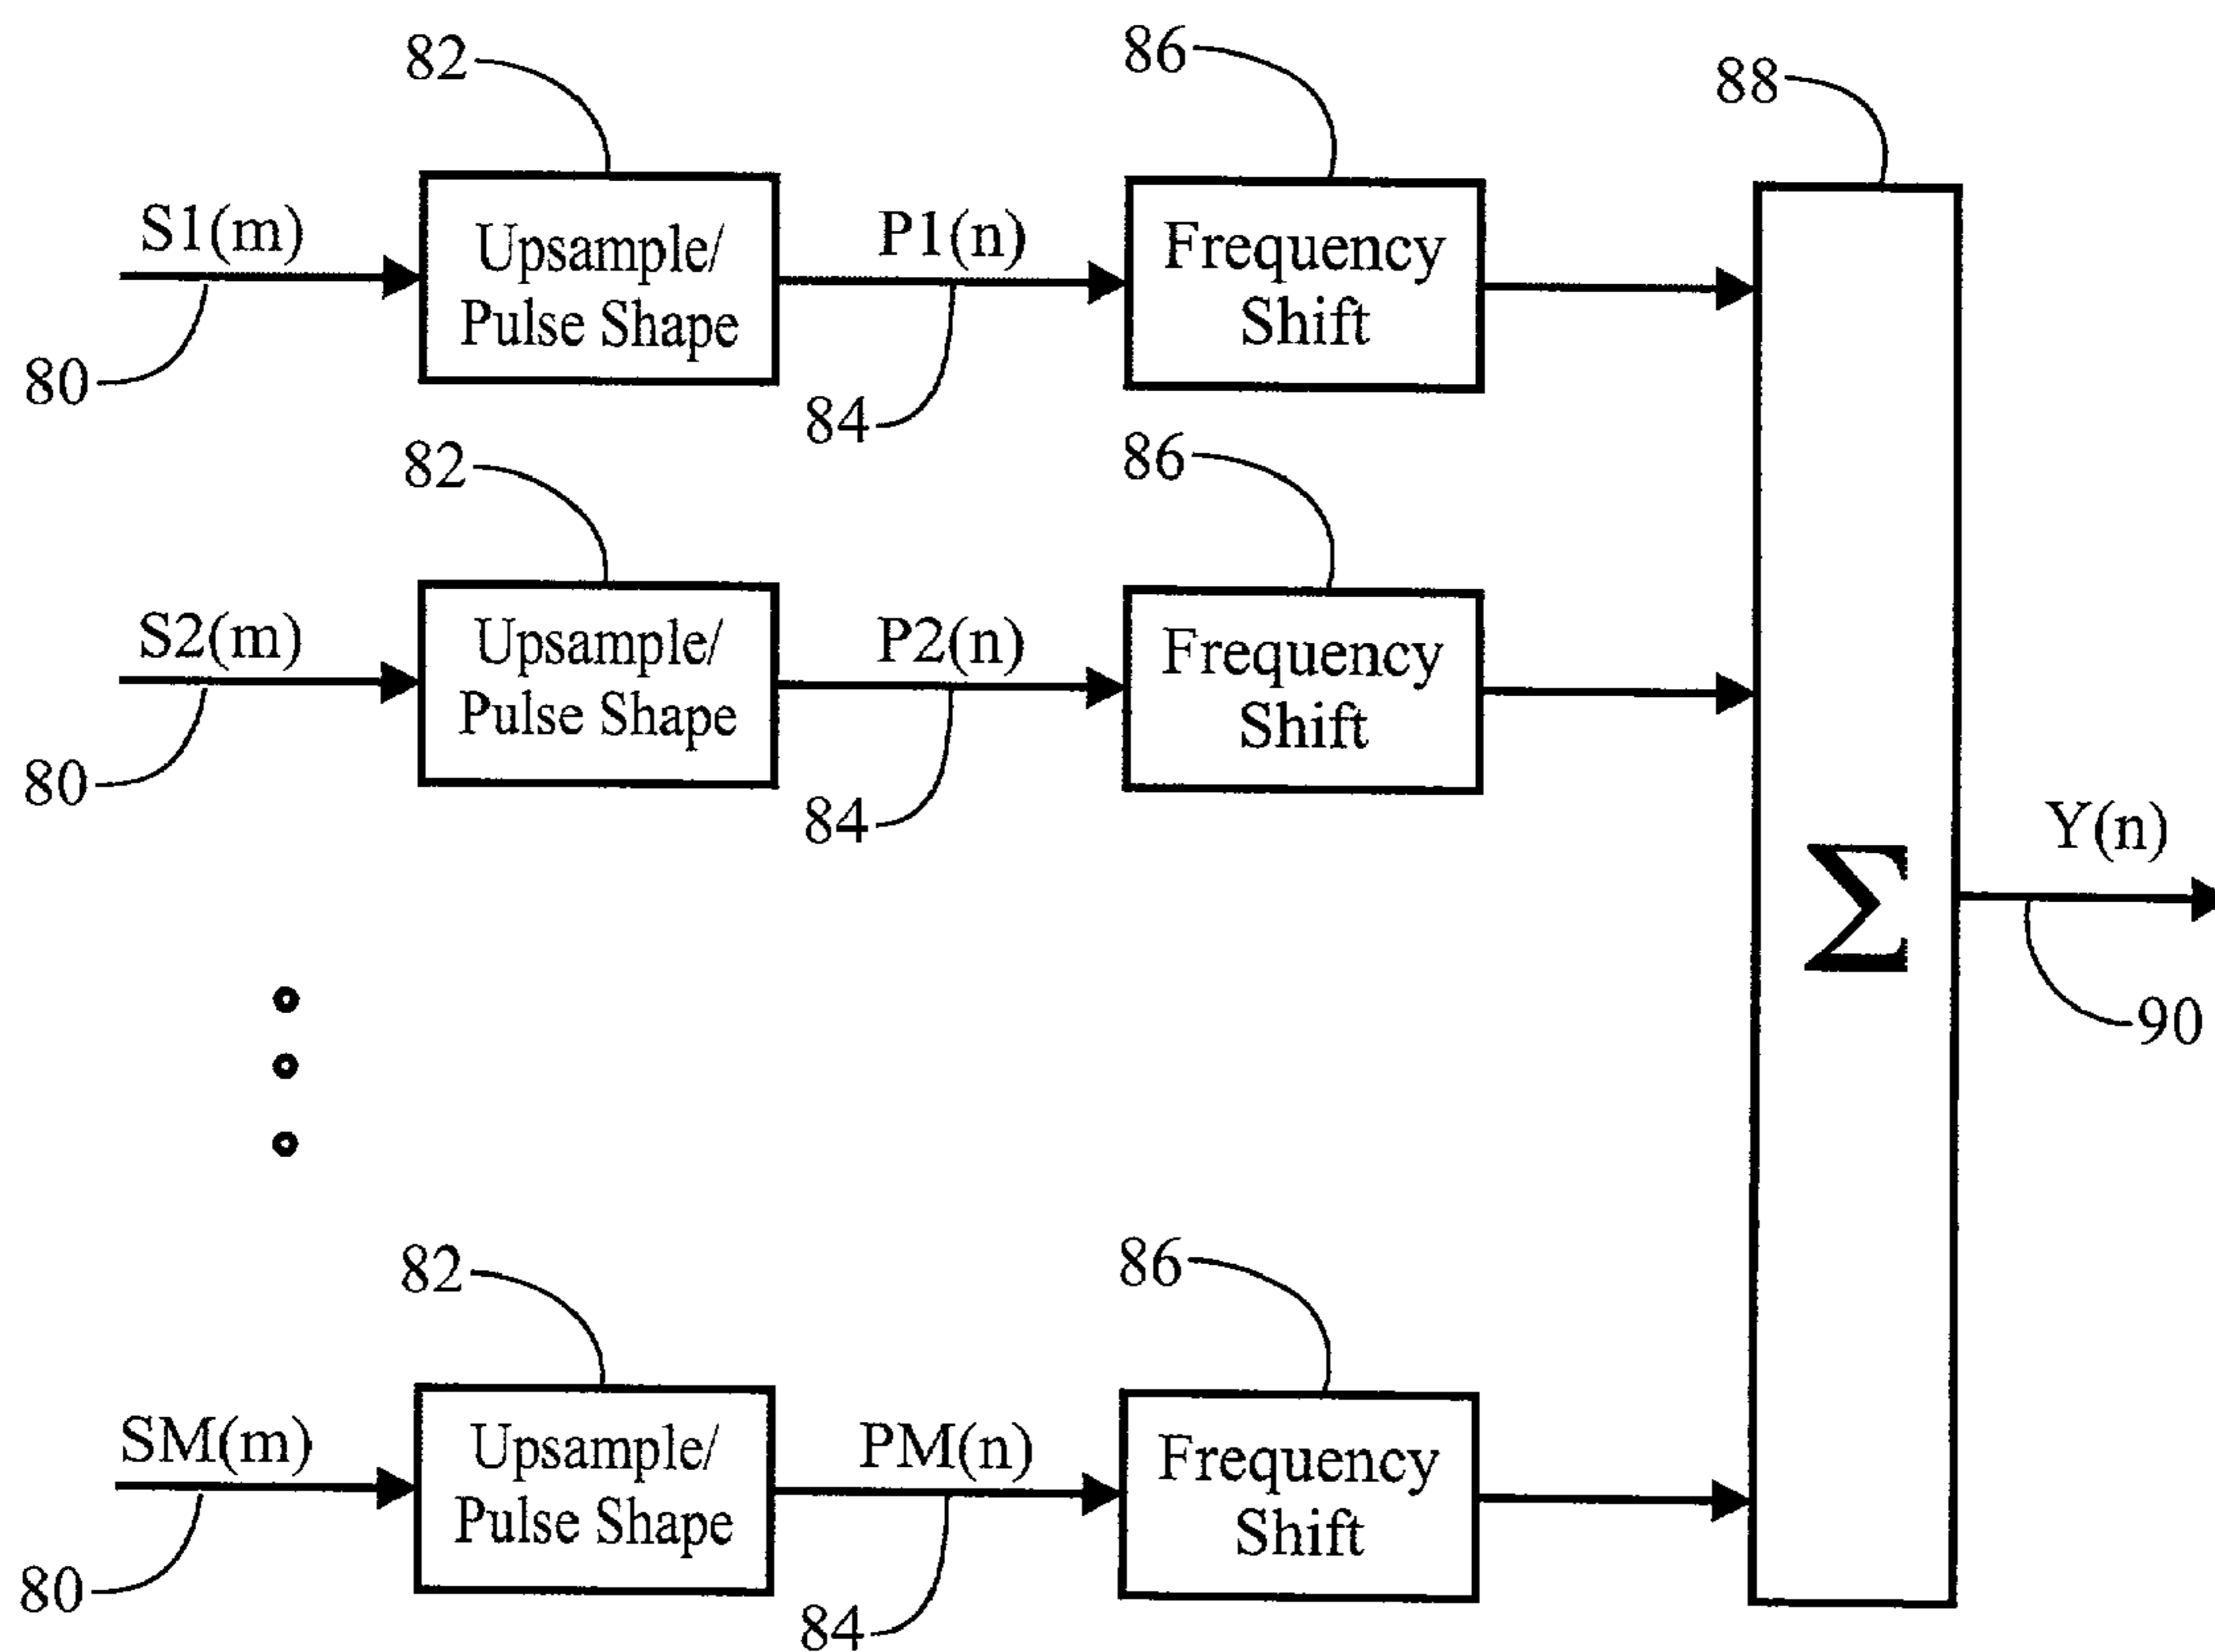 82
86
88
S1(m)
Upsample/
Pulse Shape
P1(n)
Frequency
Shift
80
84
82
86
S2(m)
Upsample/
Pulse Shape
P2(n)
Frequency
Shift
80
84
Y(n)
Σ
90
82
86
SM(m)
Upsample/
Pulse Shape
PM(n)
Frequency
Shift
80
84